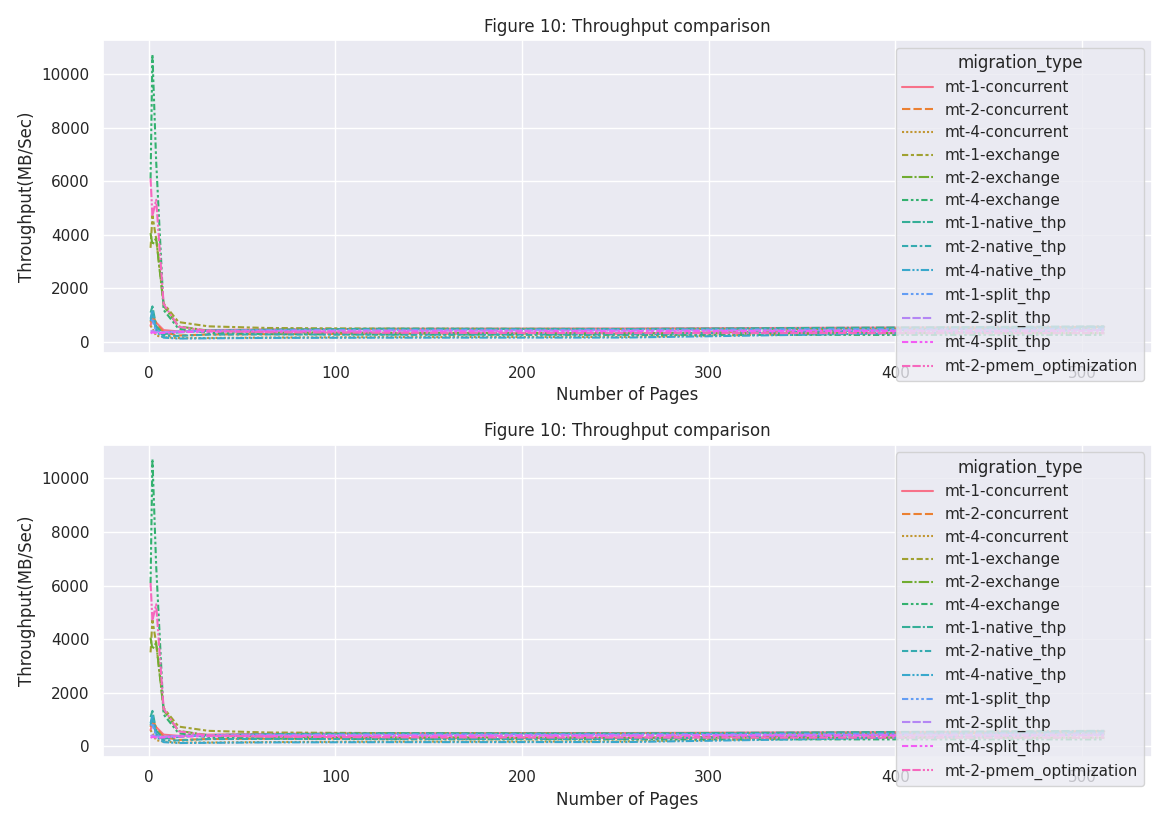 Figure 10: Throughput comparison
10000
8000
6000
4000
2000
0
Throughput(MB/Sec)
0 100 200 300 400 500
Number of Pages
migration_type
mt-1-concurrent
mt-2-concurrent
mt-4-concurrent
mt-1-exchange
mt-2-exchange
mt-4-exchange
mt-1-native_thp
mt-2-native_thp
mt-4-native_thp
mt-1-split_thp
mt-2-split_thp
mt-4-split_thp
mt-2-pmem_optimization
Figure 10: Throughput comparison
10000
8000
6000
4000
2000
0
Throughput(MB/Sec)
0 100 200 300 400 500
Number of Pages
migration_type
mt-1-concurrent
mt-2-concurrent
mt-4-concurrent
mt-1-exchange
mt-2-exchange
mt-4-exchange
mt-1-native_thp
mt-2-native_thp
mt-4-native_thp
mt-1-split_thp
mt-2-split_thp
mt-4-split_thp
mt-2-pmem_optimization